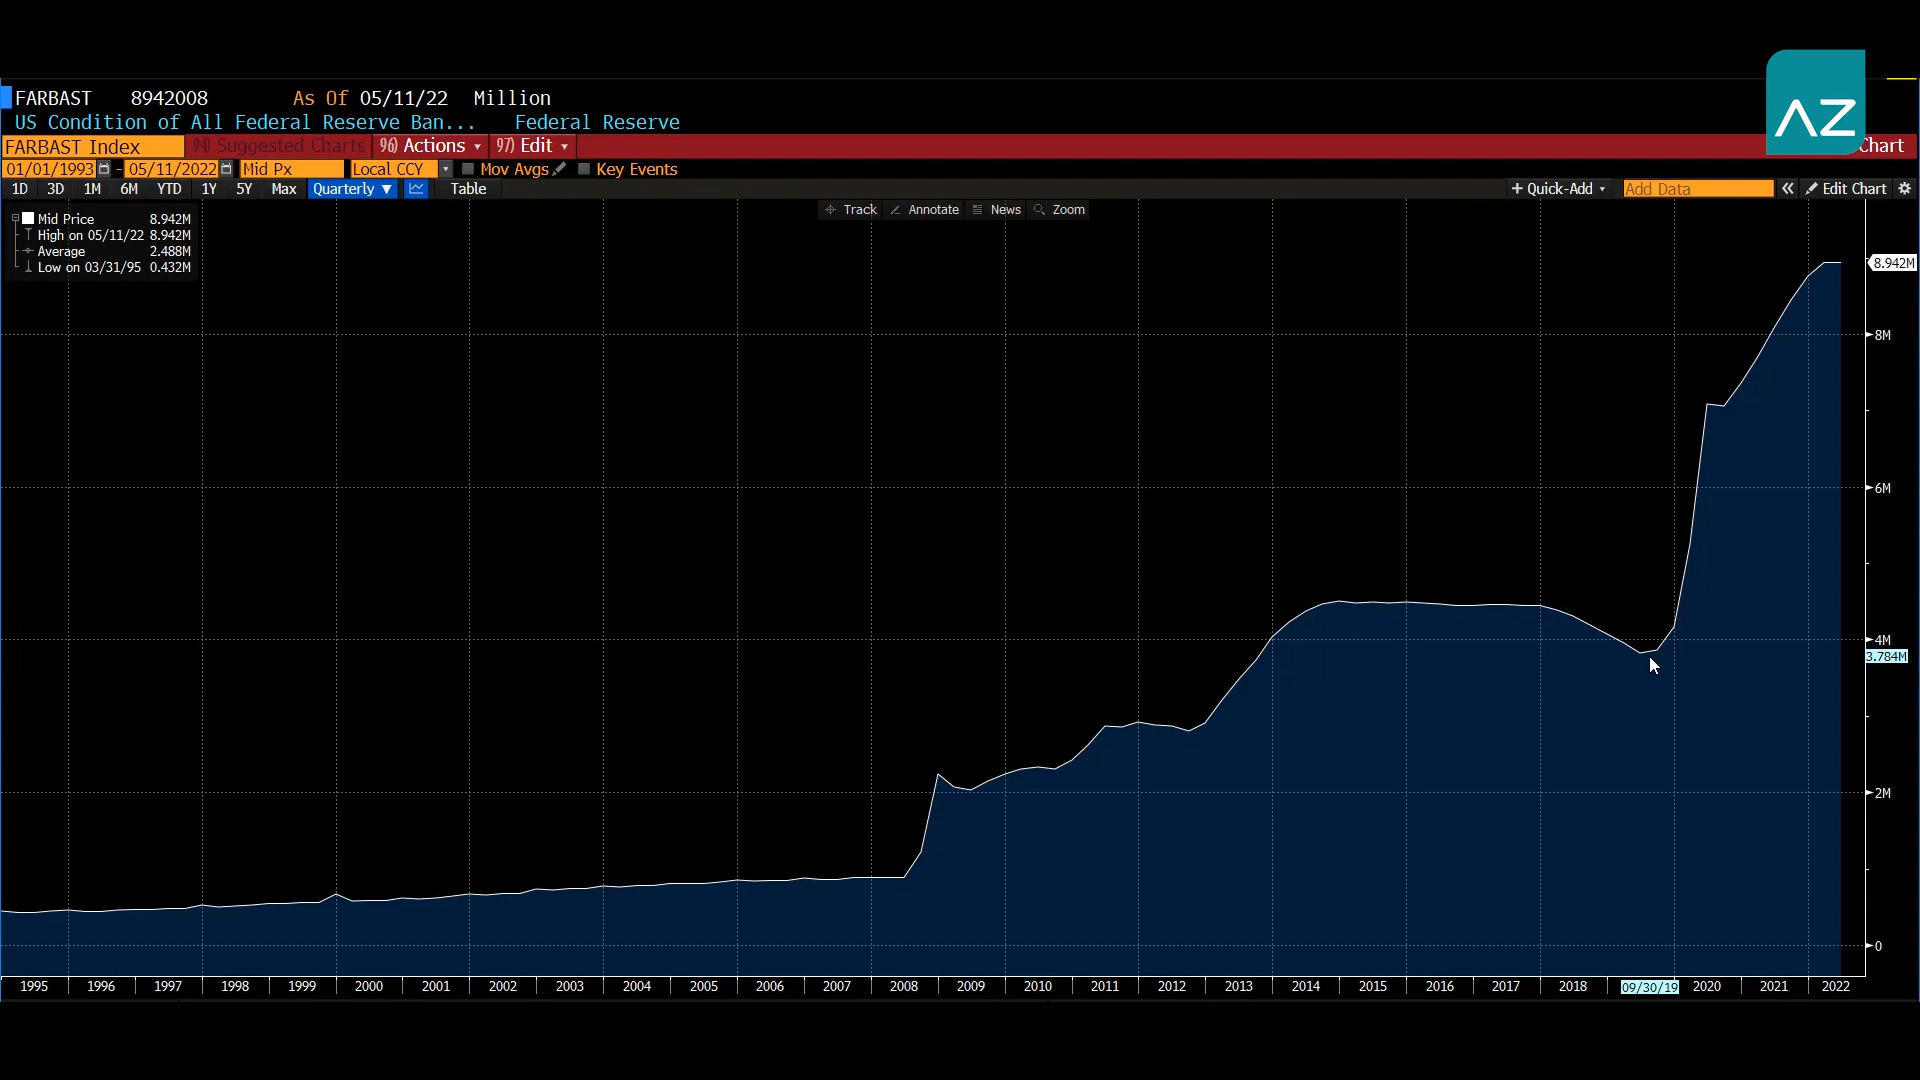 AZ
FARBAST 8942008 As Of 05/11/22 Million
US Condition of All Federal Reserve Ban... Federal Reserve
FARBAST Index 94) Suggested Charts 96) Actions 97) Edit Chart
01/01/1993 - 05/11/2022 Mid Px Local CCY Mov Avgs Key Events
1D 3D 1M 6M YTD 1Y 5Y Max Quarterly ▼ Table + Quick-Add Add Data « Edit Chart
Track Annotate News Zoom
Mid Price 8.942M
High on 05/11/22 8.942M
Average 2.488M
Low on 03/31/95 0.432M
8.942M
8M
6M
4M
3.784M
2M
0
1995 1996 1997 1998 1999 2000 2001 2002 2003 2004 2005 2006 2007 2008 2009 2010 2011 2012 2013 2014 2015 2016 2017 2018 09/30/19 2020 2021 2022